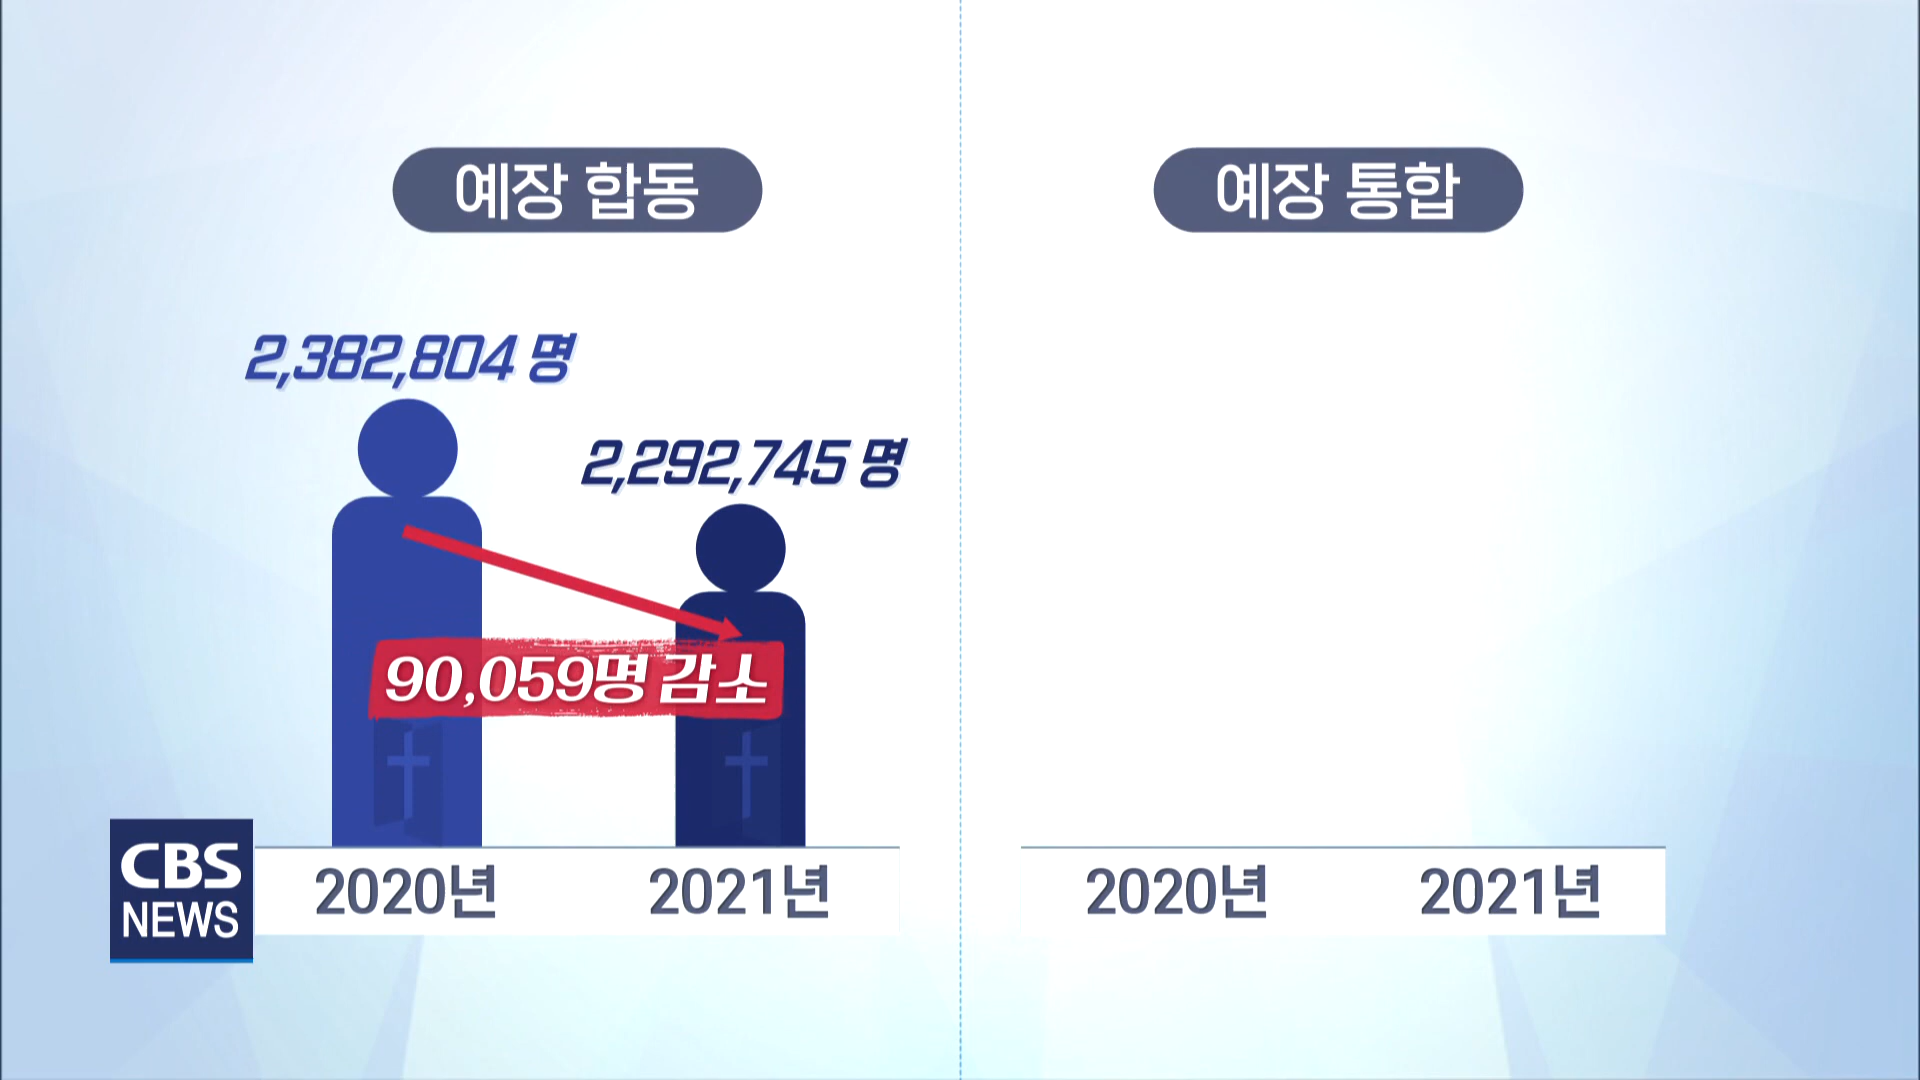 예장 합동
2,382,804 명
2,292,745 명
90,059명 감소
2020년
2021년
예장 통합
2020년
2021년
CBS
NEWS